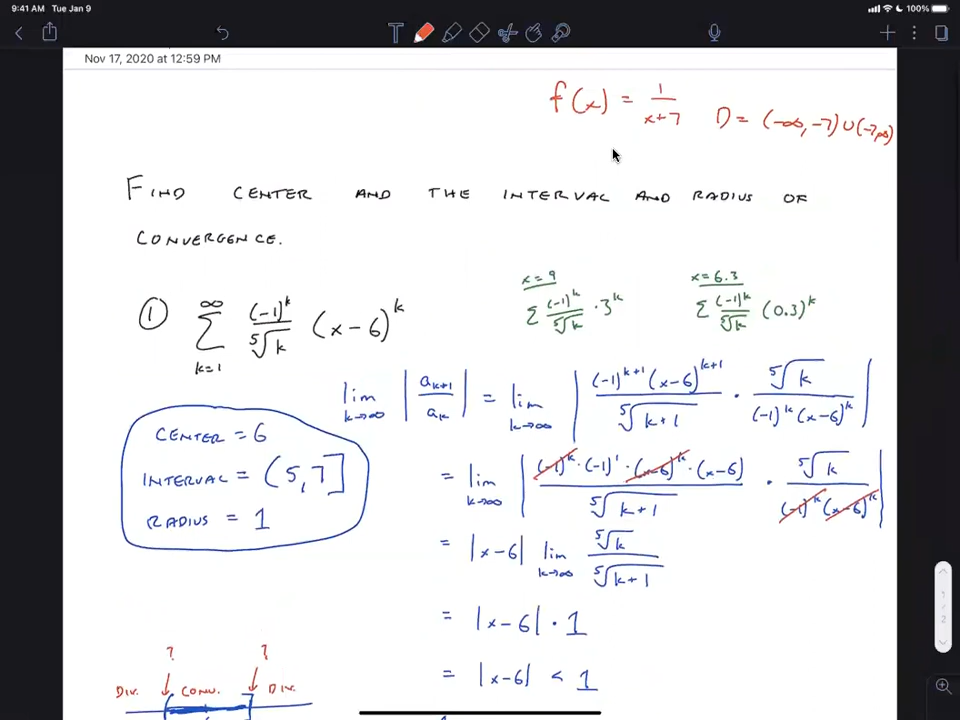 9:41 AM Tue Jan 9
100%
Nov 17, 2020 at 12:59 PM
f(x) = 1/(x+7) D = (-∞, -7) ∪ (-7, ∞)
FIND CENTER AND THE INTERVAL AND RADIUS OF
CONVERGENCE.
① ∑_{k=1}^{∞} (-1)^k / ⁵√k (x-6)^k
x = 9
∑ (-1)^k / ⁵√k · 3^k
x = 6.3
∑ (-1)^k / ⁵√k (0.3)^k
lim_{k→∞} |a_{k+1} / a_k| = lim_{k→∞} | (-1)^{k+1} (x-6)^{k+1} / ⁵√(k+1) · ⁵√k / ((-1)^k (x-6)^k) |
= lim_{k→∞} | (-1)^k · (-1)^1 · (x-6)^k · (x-6) / ⁵√(k+1) · ⁵√k / ((-1)^k (x-6)^k) |
= |x-6| lim_{k→∞} ⁵√k / ⁵√(k+1)
= |x-6| · 1
= |x-6| < 1
CENTER = 6
INTERVAL = (5, 7]
RADIUS = 1
? ?
DIV. CONV. DIV.
1/2